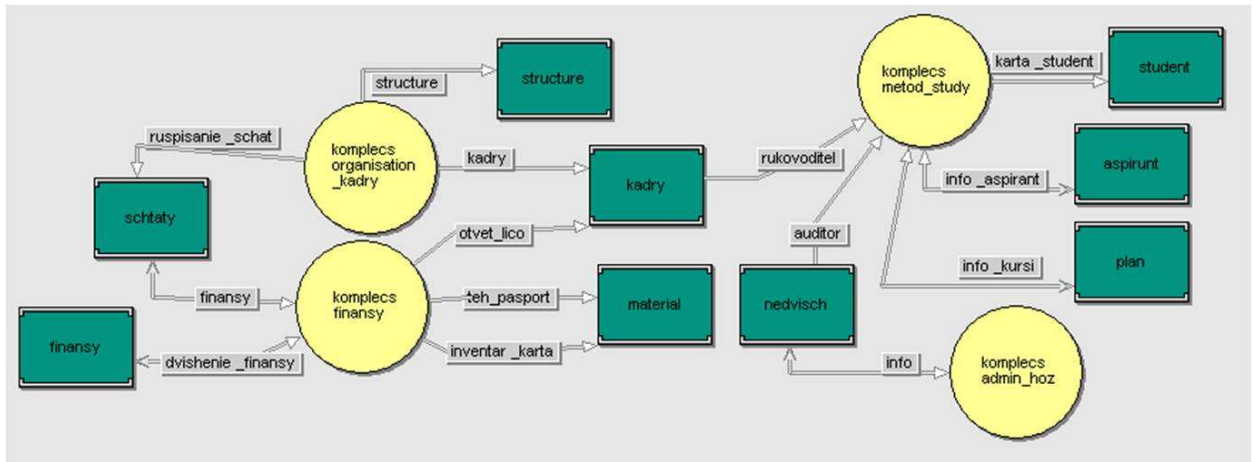 structure
structure
komplecs
metod_study
karta _student
student
ruspisanie _schat
komplecs
organisation
_kadry
kadry
kadry
rukovoditel
info _aspirant
aspirunt
schtaty
otvet_lico
auditor
info _kursi
plan
finansy
komplecs
finansy
teh_pasport
material
nedvisch
finansy
dvishenie _finansy
inventar _karta
info
komplecs
admin_hoz